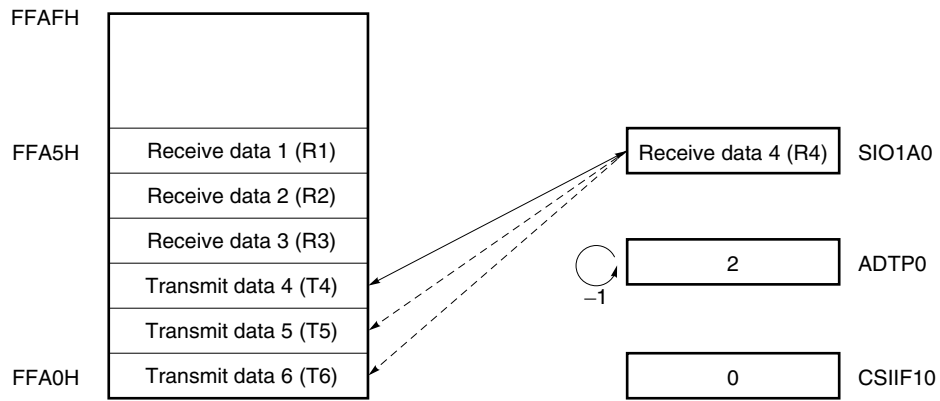 FFAFH
FFA5H
Receive data 1 (R1)
Receive data 4 (R4)
SIO1A0
Receive data 2 (R2)
Receive data 3 (R3)
2
ADTP0
Transmit data 4 (T4)
−1
Transmit data 5 (T5)
FFA0H
Transmit data 6 (T6)
0
CSIIF10